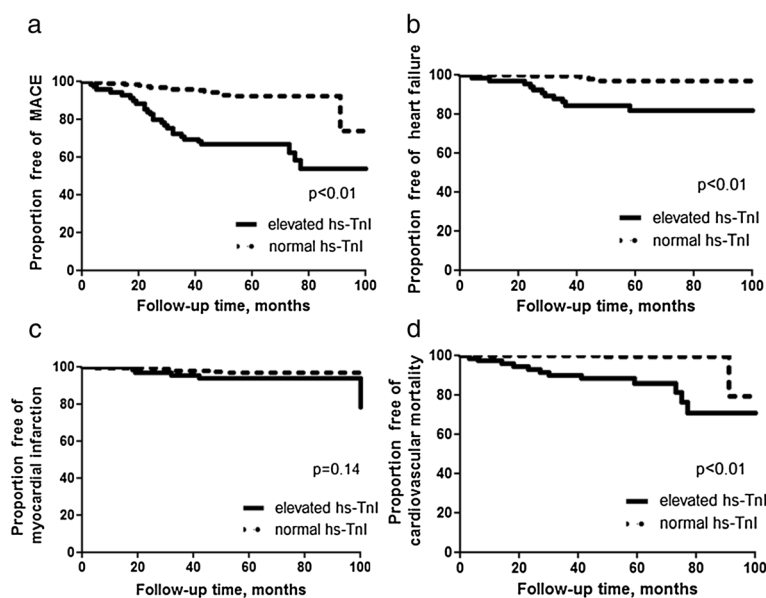 a
Proportion free of MACE
100
80
60
40
20
0
p<0.01
elevated hs-TnI
normal hs-TnI
0 20 40 60 80 100
Follow-up time, months
b
Proportion free of heart failure
100
80
60
40
20
0
p<0.01
elevated hs-TnI
normal hs-TnI
0 20 40 60 80 100
Follow-up time, months
c
Proportion free of
myocardial infarction
100
80
60
40
20
0
p=0.14
elevated hs-TnI
normal hs-TnI
0 20 40 60 80 100
Follow-up time, months
d
Proportion free of
cardiovascular mortality
100
80
60
40
20
0
p<0.01
elevated hs-TnI
normal hs-TnI
0 20 40 60 80 100
Follow-up time, months